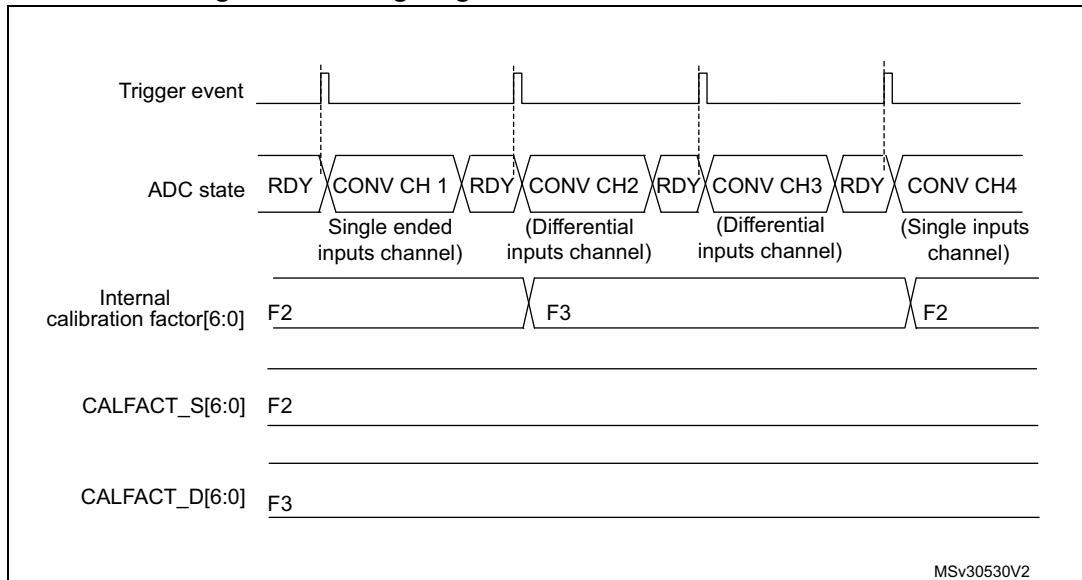 Trigger event
ADC state
RDY
CONV CH 1
RDY
CONV CH2
RDY
CONV CH3
RDY
CONV CH4
Single ended
inputs channel)
(Differential
inputs channel)
(Differential
inputs channel)
(Single inputs
channel)
Internal
calibration factor[6:0]
F2
F3
F2
CALFACT_S[6:0]
F2
CALFACT_D[6:0]
F3
MSv30530V2